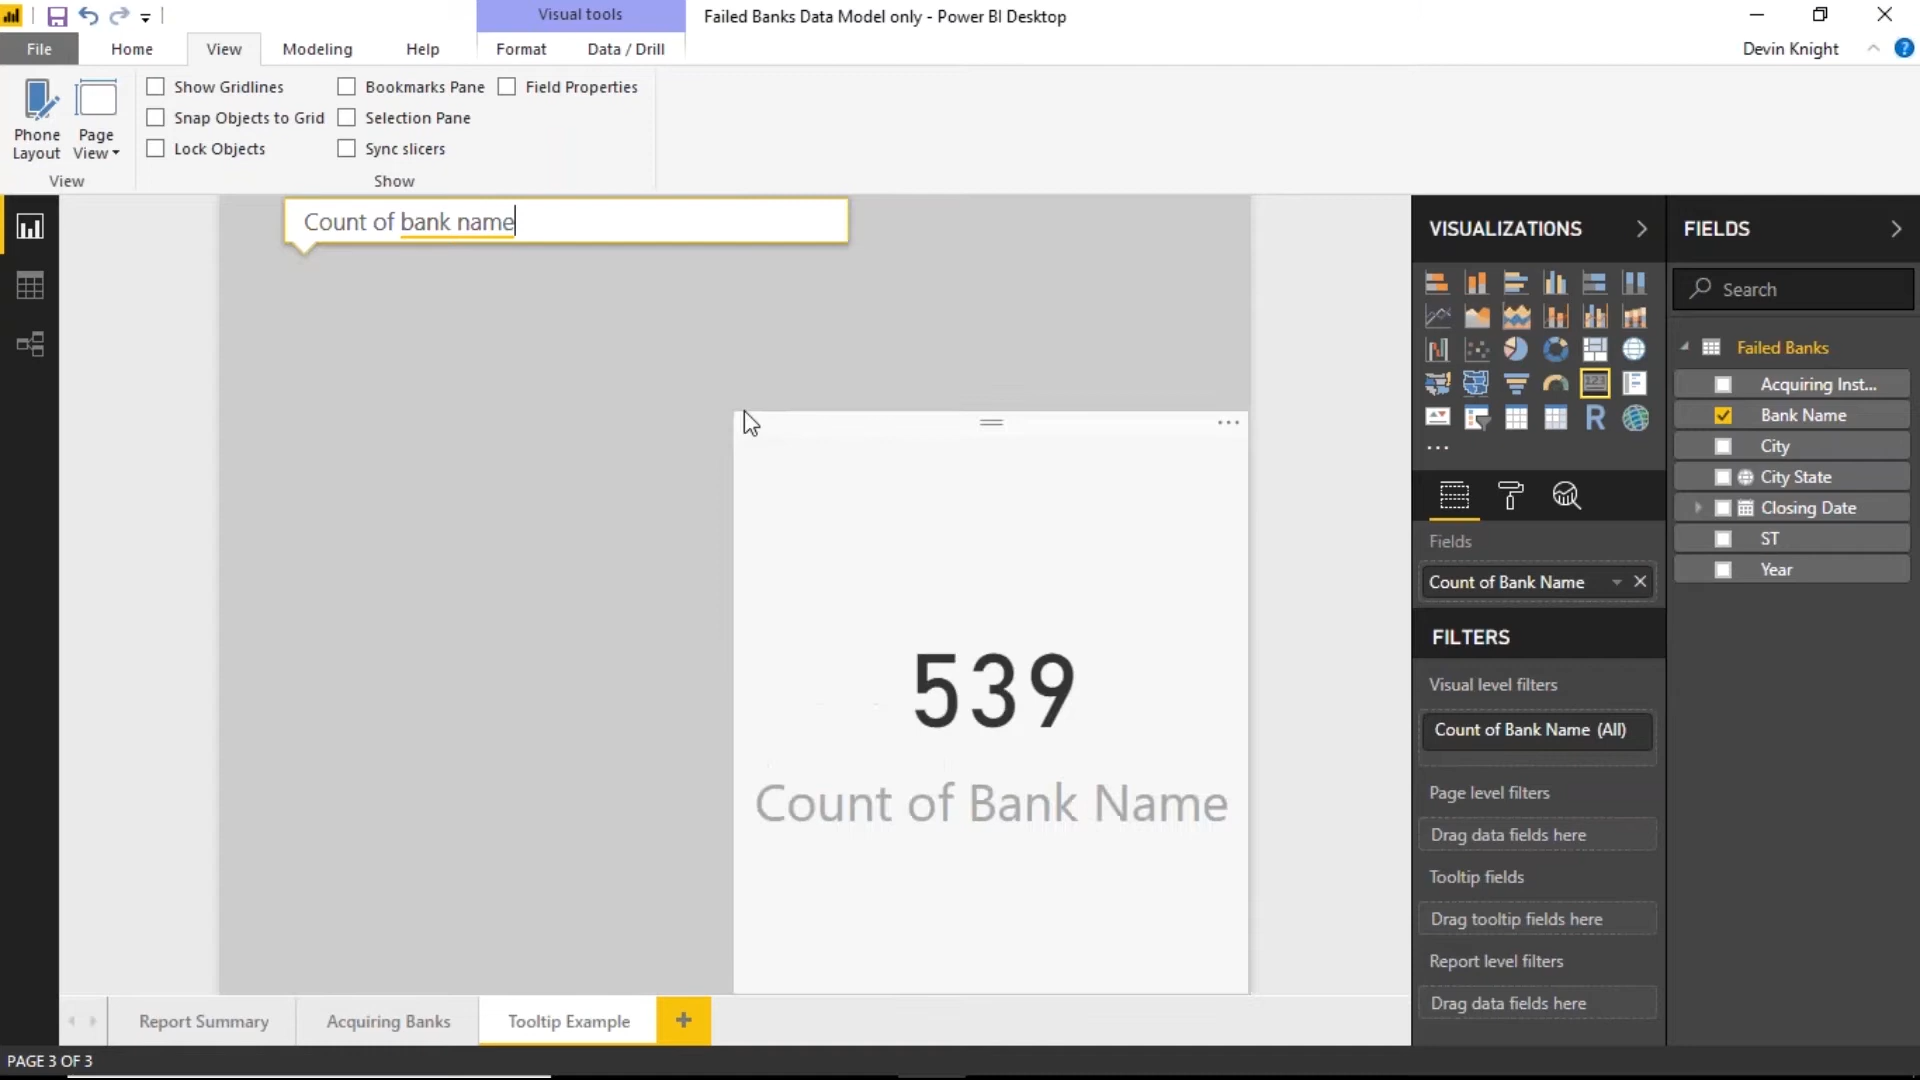 Visual tools
Failed Banks Data Model only - Power BI Desktop
File
Home
View
Modeling
Help
Format
Data / Drill
Devin Knight
?
Phone Layout
Page View
Show Gridlines
Snap Objects to Grid
Lock Objects
Bookmarks Pane
Selection Pane
Sync slicers
Field Properties
View
Show
Count of bank name
539
Count of Bank Name
VISUALIZATIONS
123
R
Fields
Count of Bank Name
FILTERS
Visual level filters
Count of Bank Name (All)
Page level filters
Drag data fields here
Tooltip fields
Drag tooltip fields here
Report level filters
Drag data fields here
FIELDS
Search
Failed Banks
Acquiring Inst...
Bank Name
City
City State
Closing Date
ST
Year
Report Summary
Acquiring Banks
Tooltip Example
+
PAGE 3 OF 3